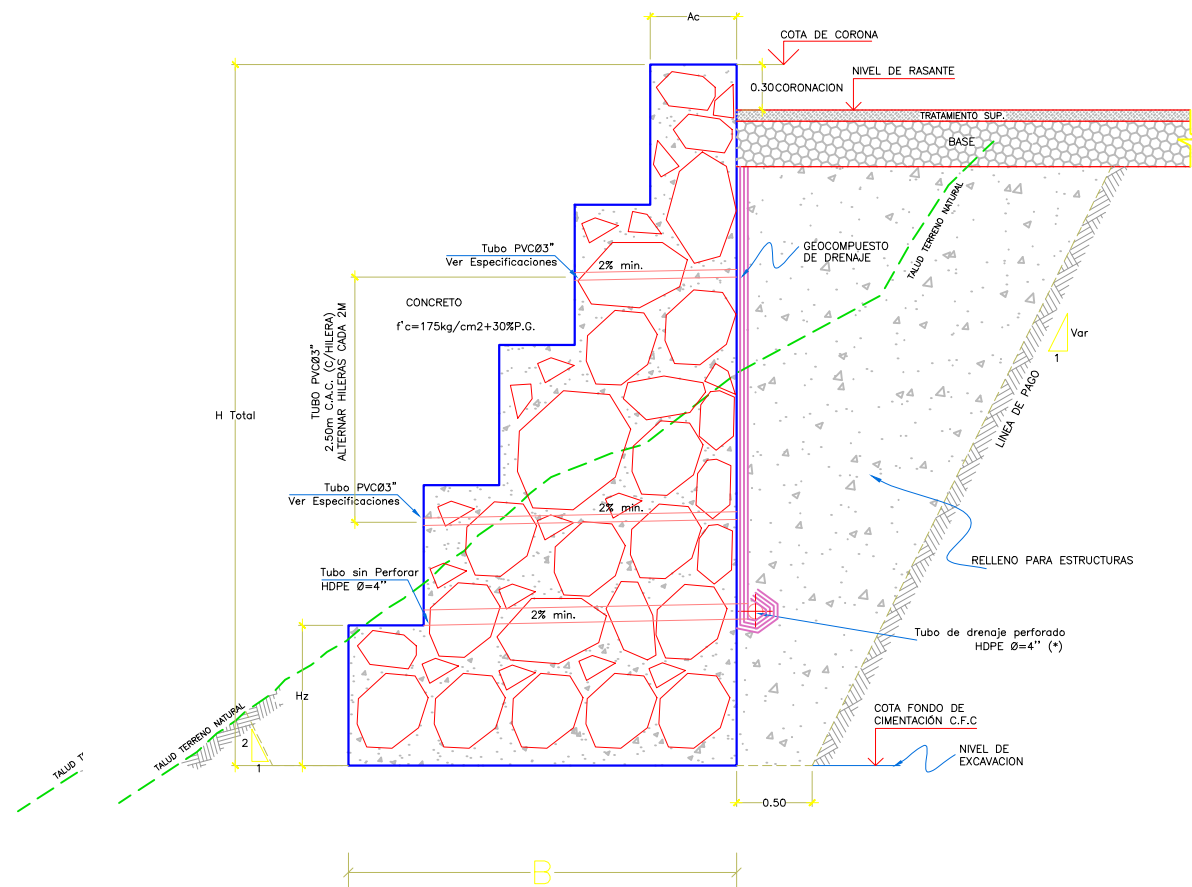 Ac
COTA DE CORONA
NIVEL DE RASANTE
0.30CORONACION
TRATAMIENTO SUP.
BASE
TALUD TERRENO NATURAL
Tubo PVCØ3"
Ver Especificaciones
2% min.
GEOCOMPUESTO
DE DRENAJE
CONCRETO
f'c=175kg/cm2+30%P.G.
TUBO PVCØ3"
2.50m C.A.C. (C/HILERA)
ALTERNAR HILERAS CADA 2M
Var
1
LINEA DE PAGO
H Total
Tubo PVCØ3"
Ver Especificaciones
2% min.
RELLENO PARA ESTRUCTURAS
Tubo sin Perforar
HDPE Ø=4''
2% min.
Tubo de drenaje perforado
HDPE Ø=4'' (*)
Hz
COTA FONDO DE
CIMENTACIÓN C.F.C
NIVEL DE
EXCAVACION
TALUD TERRENO NATURAL
2
1
TALUD
0.50
B